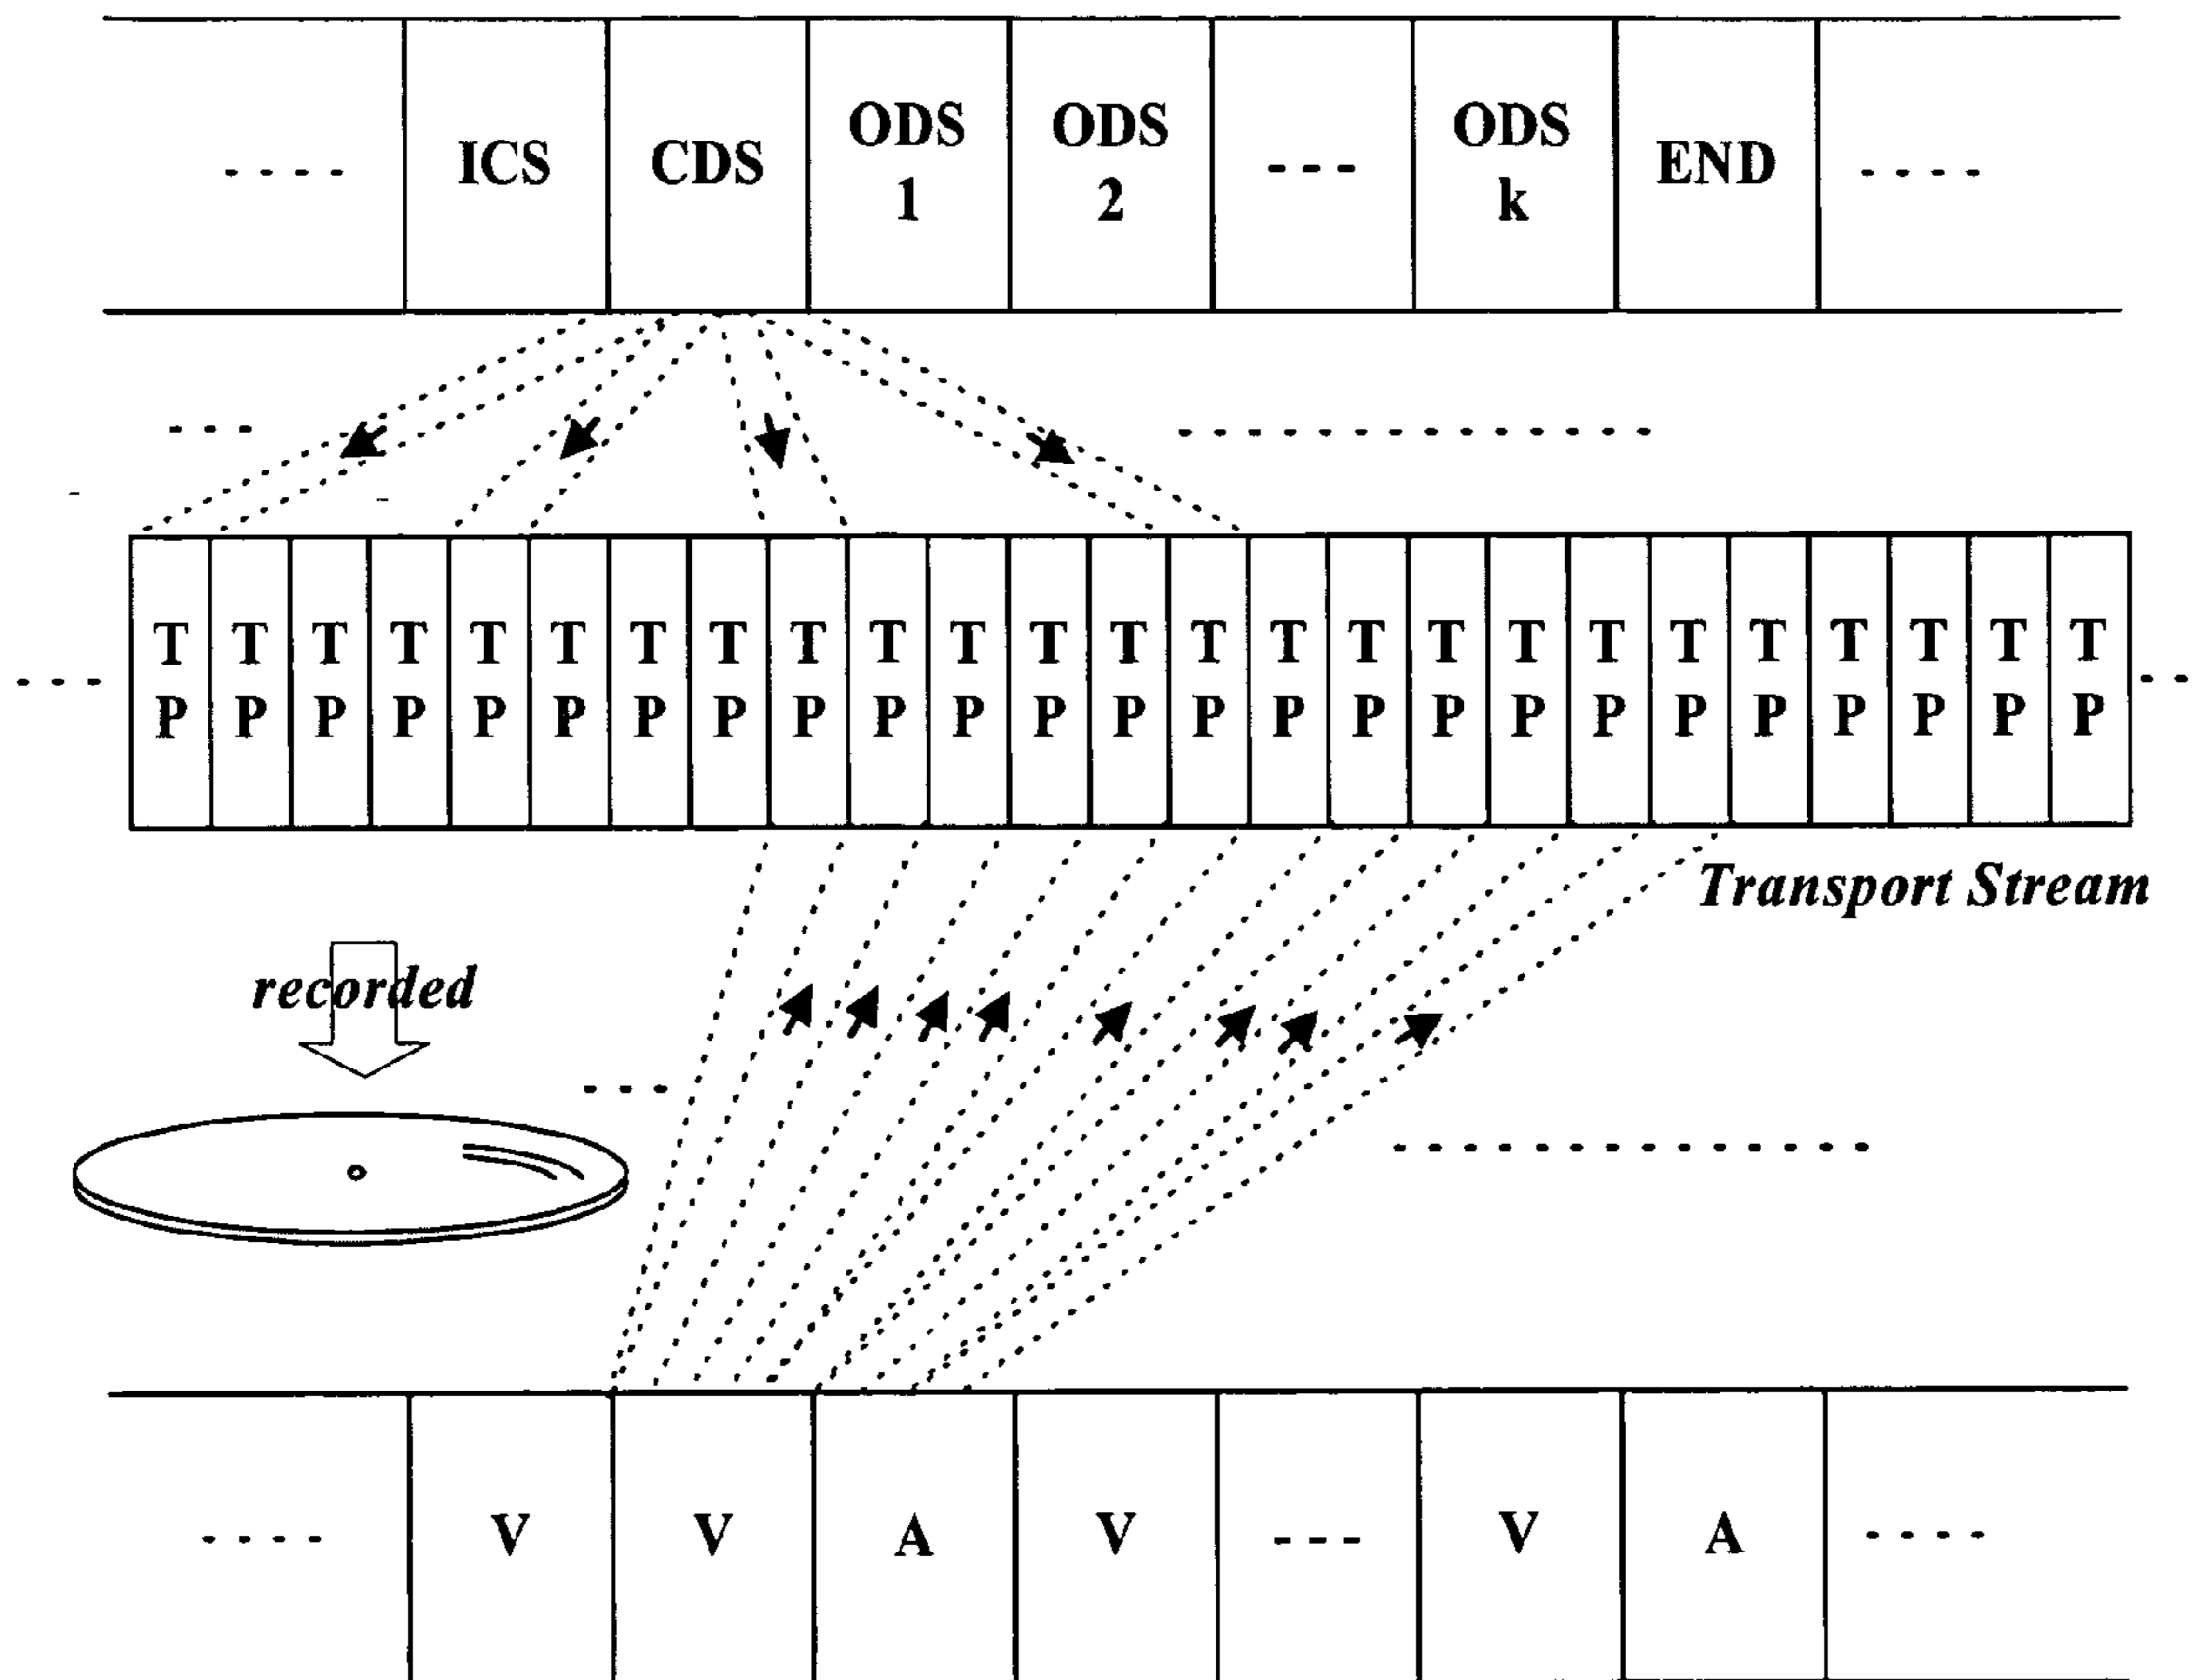 ---- ICS CDS ODS 1 ODS 2 --- ODS k END ----
--- --------------
--- T T T T T T T T T T T T T T T T T T T T T T T T T --
P P P P P P P P P P P P P P P P P P P P P P P P P
Transport Stream
recorded
---
--------------
---- V V A V --- V A ----